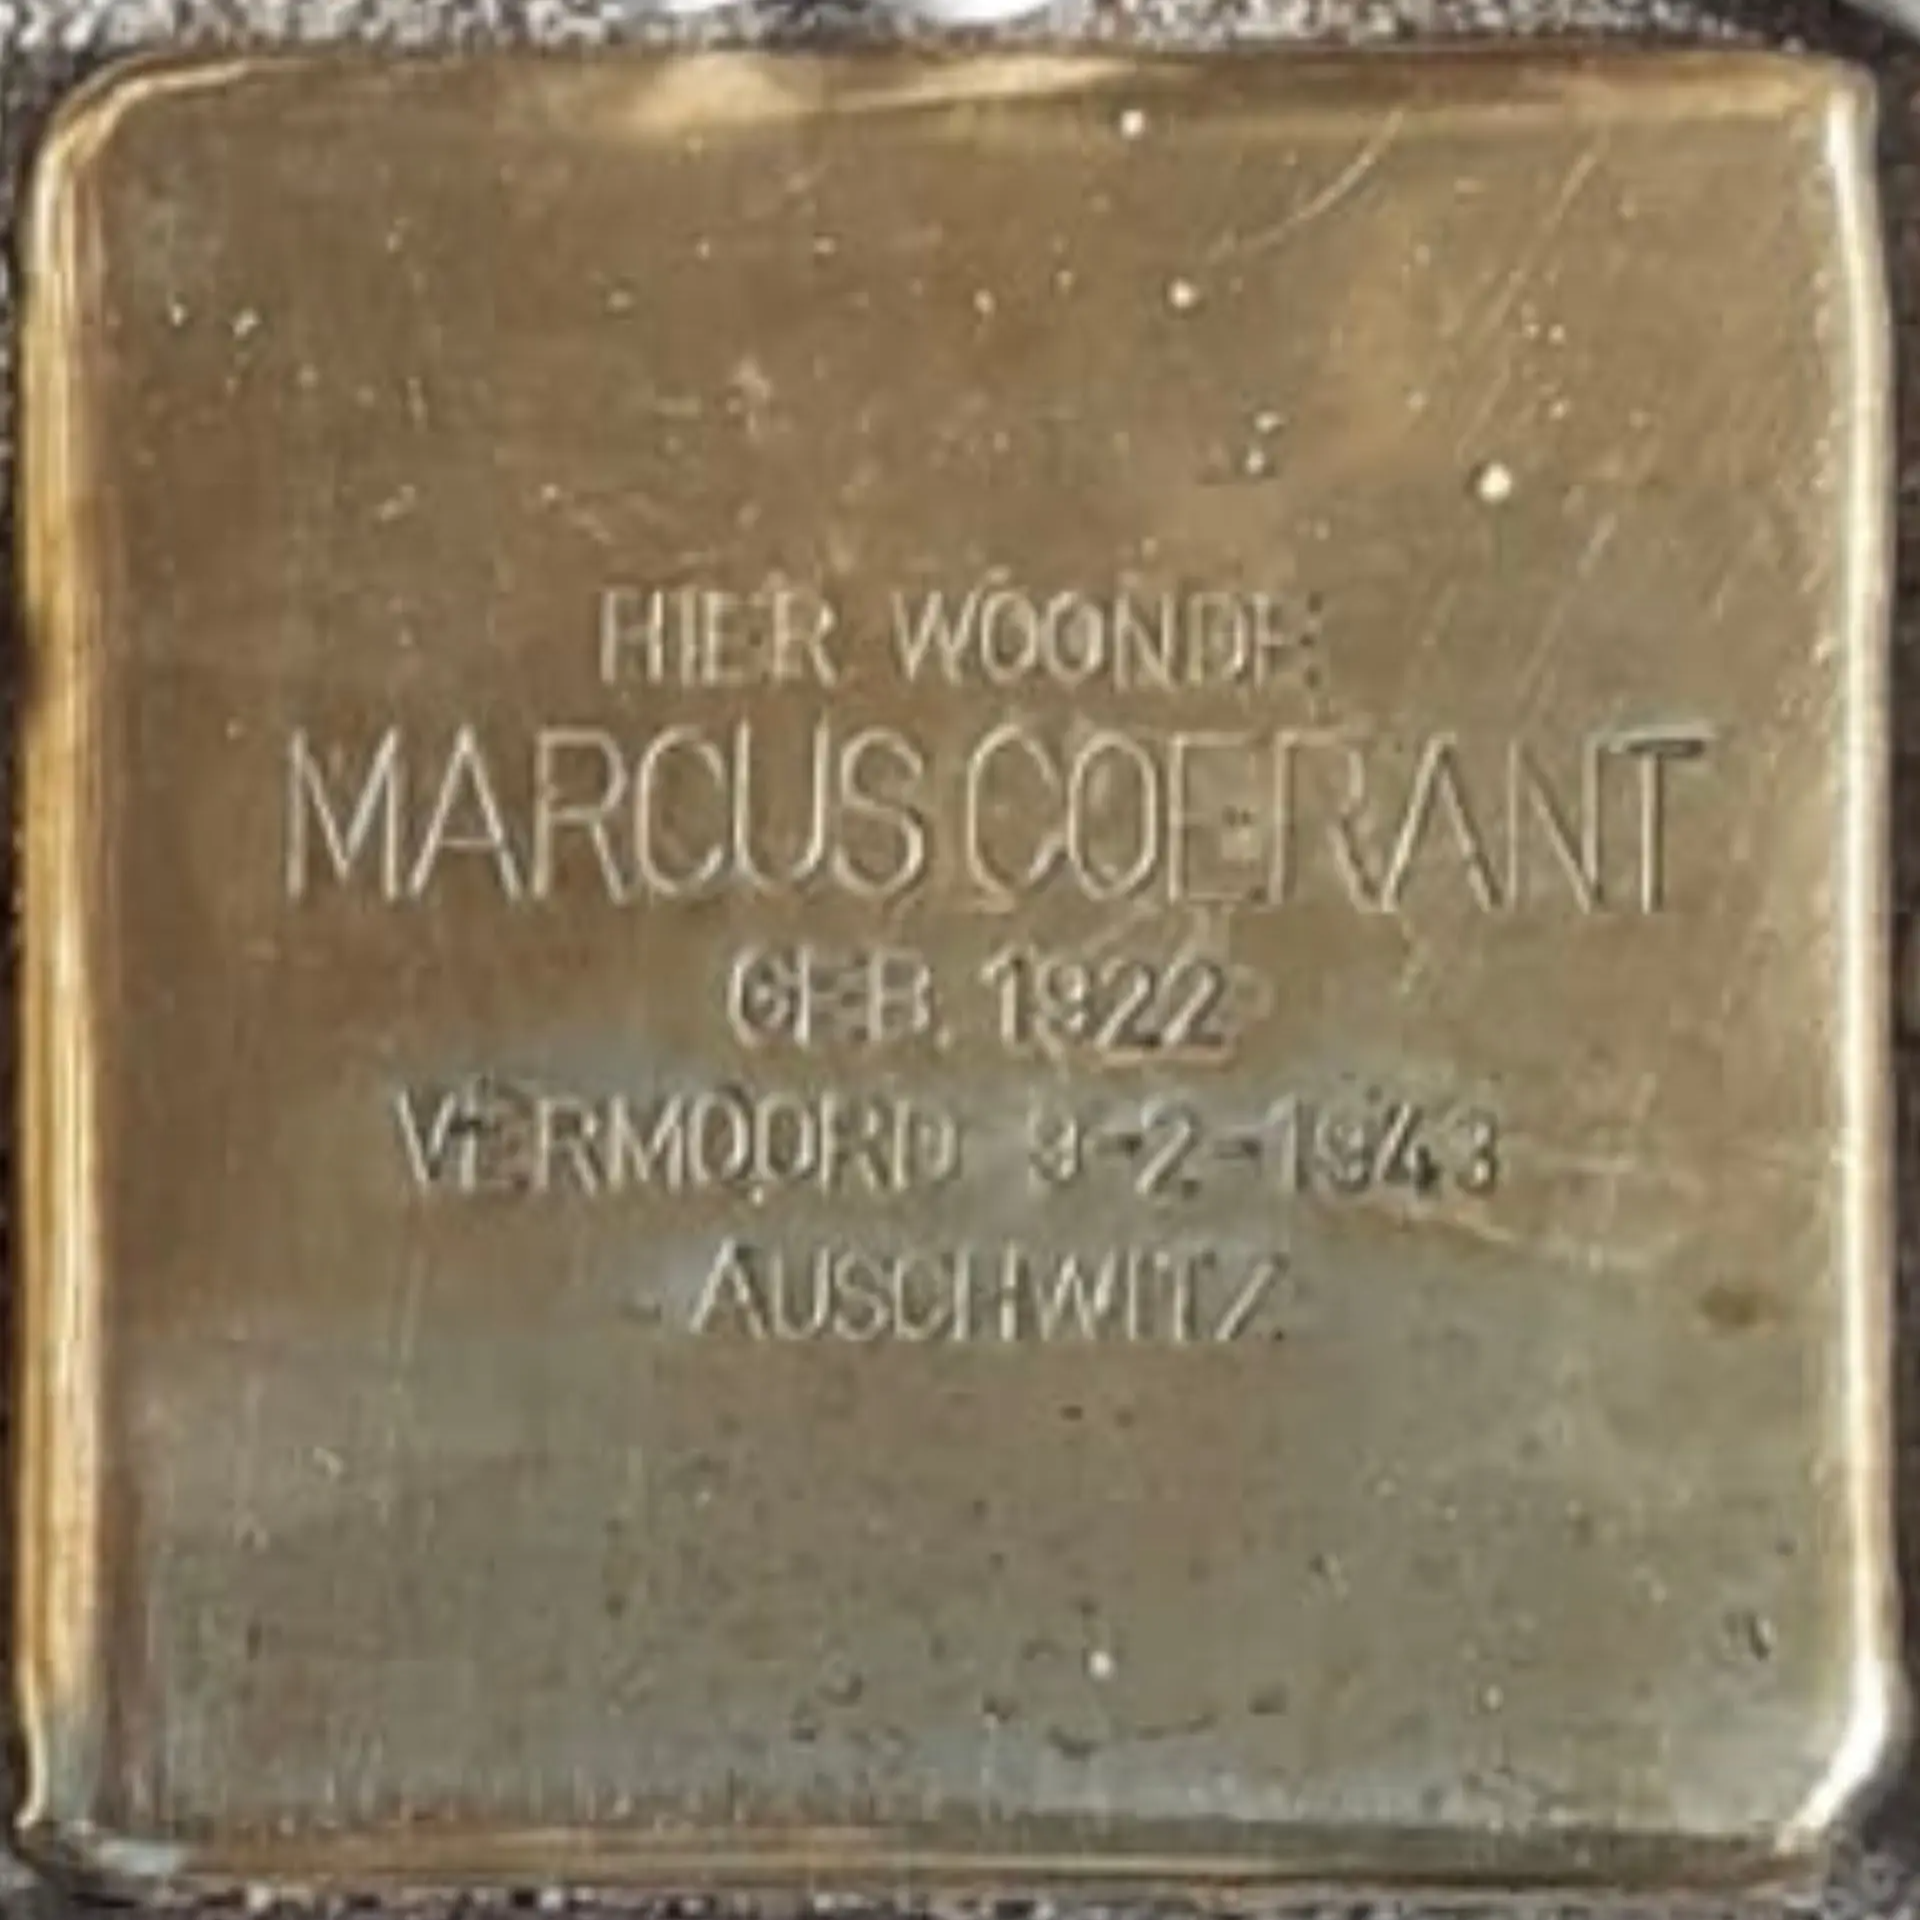 HIER WOONDE
MARCUS COERANT
GEB. 1922
VERMOORD 9-2-1943
AUSCHWITZ